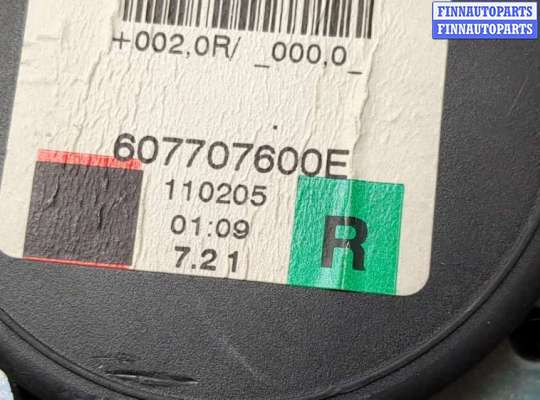 FINNAUTOPARTS
FINNAUTOPARTS
+002,0R/ _000,0_
607707600E
110205
01:09
7.21
R